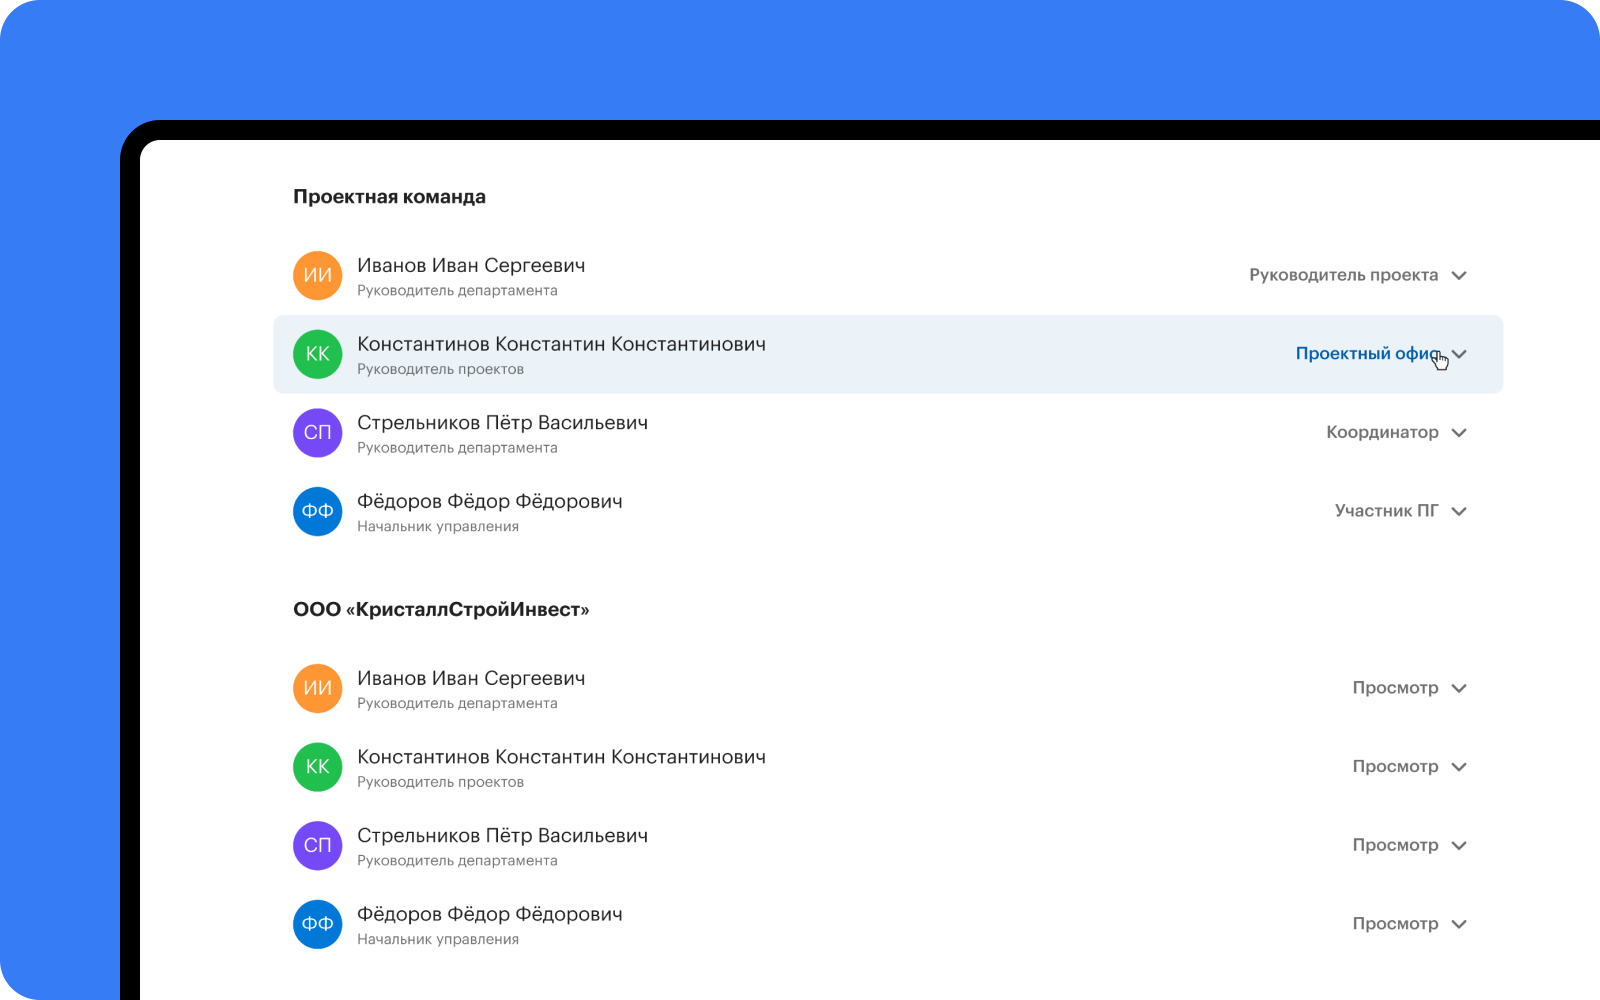 Проектная команда
ИИ
Иванов Иван Сергеевич
Руководитель департамента
Руководитель проекта
КК
Константинов Константин Константинович
Руководитель проектов
Проектный офис
СП
Стрельников Пётр Васильевич
Руководитель департамента
Координатор
ФФ
Фёдоров Фёдор Фёдорович
Начальник управления
Участник ПГ
ООО «КристаллСтройИнвест»
ИИ
Иванов Иван Сергеевич
Руководитель департамента
Просмотр
КК
Константинов Константин Константинович
Руководитель проектов
Просмотр
СП
Стрельников Пётр Васильевич
Руководитель департамента
Просмотр
ФФ
Фёдоров Фёдор Фёдорович
Начальник управления
Просмотр